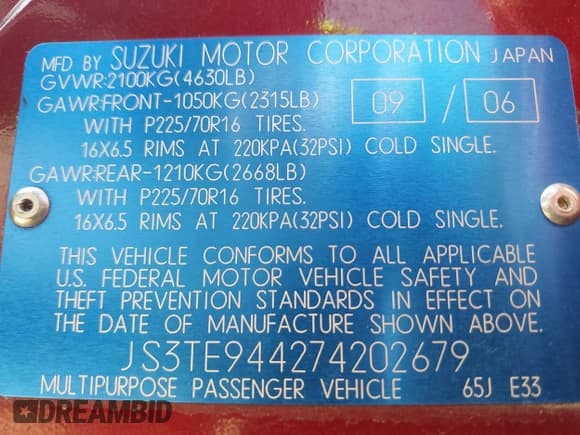 MFD BY SUZUKI MOTOR CORPORATION JAPAN
GVWR:2100KG(4630LB)
GAWR:FRONT-1050KG(2315LB) 09 / 06
WITH P225/70R16 TIRES.
16X6.5 RIMS AT 220KPA(32PSI) COLD SINGLE.
GAWR:REAR-1210KG(2668LB)
WITH P225/70R16 TIRES.
16X6.5 RIMS AT 220KPA(32PSI) COLD SINGLE.
THIS VEHICLE CONFORMS TO ALL APPLICABLE
U.S. FEDERAL MOTOR VEHICLE SAFETY AND
THEFT PREVENTION STANDARDS IN EFFECT ON
THE DATE OF MANUFACTURE SHOWN ABOVE.
JS3TE944274202679
MULTIPURPOSE PASSENGER VEHICLE 65J E33
DREAMBID